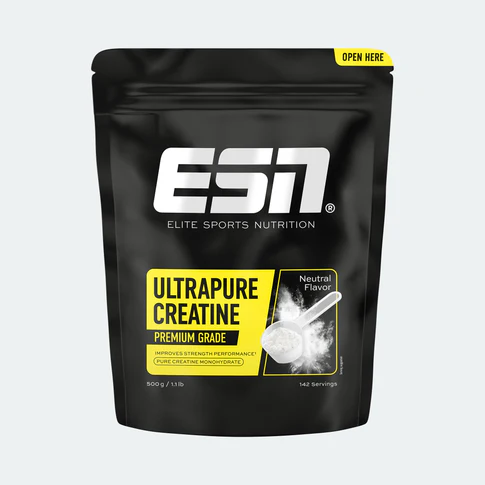 OPEN HERE
ESN®
ELITE SPORTS NUTRITION
ULTRAPURE
CREATINE
PREMIUM GRADE
IMPROVES STRENGTH PERFORMANCE¹
PURE CREATINE MONOHYDRATE
Neutral
Flavor
500 g / 1.1 lb
142 Servings